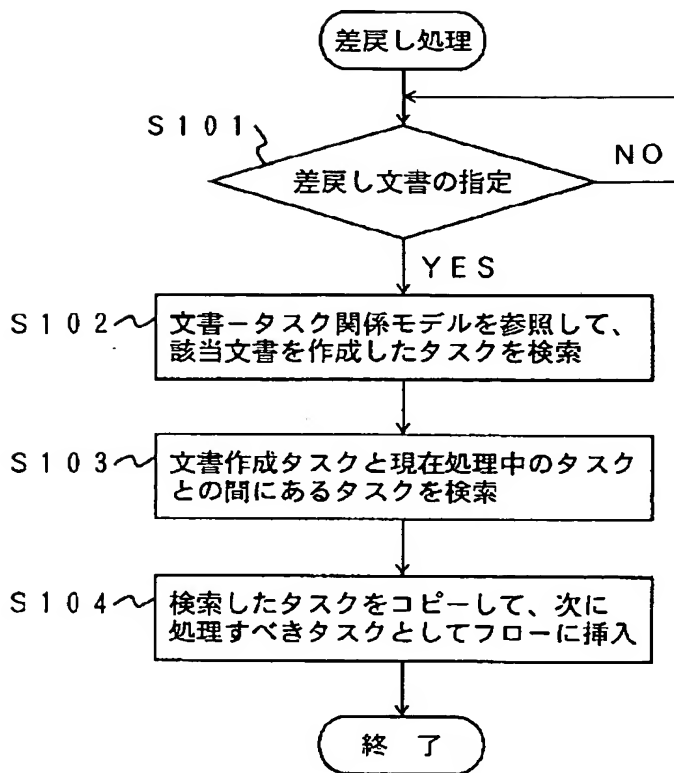 差戻し処理
S101
差戻し文書の指定
NO
YES
S102
文書−タスク関係モデルを参照して、
該当文書を作成したタスクを検索
S103
文書作成タスクと現在処理中のタスク
との間にあるタスクを検索
S104
検索したタスクをコピーして、次に
処理すべきタスクとしてフローに挿入
終 了